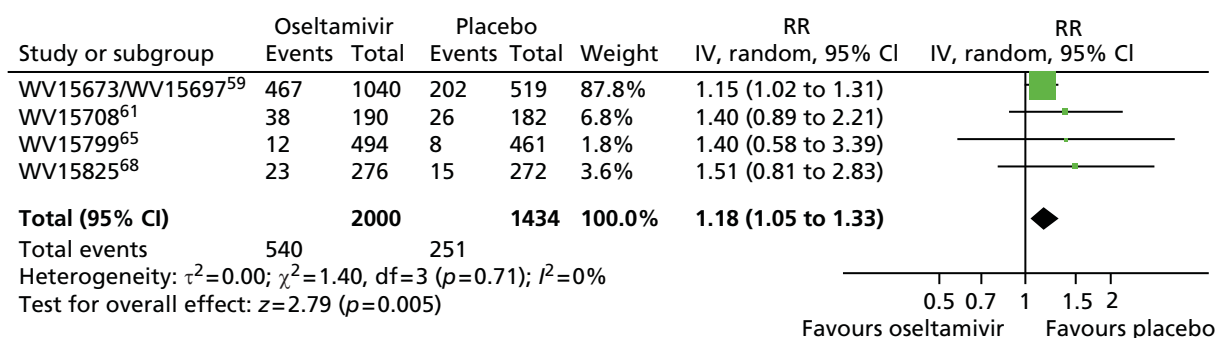 Oseltamivir Placebo RR RR
Study or subgroup Events Total Events Total Weight IV, random, 95% CI IV, random, 95% CI
WV15673/WV15697⁵⁹ 467 1040 202 519 87.8% 1.15 (1.02 to 1.31)
WV15708⁶¹ 38 190 26 182 6.8% 1.40 (0.89 to 2.21)
WV15799⁶⁵ 12 494 8 461 1.8% 1.40 (0.58 to 3.39)
WV15825⁶⁸ 23 276 15 272 3.6% 1.51 (0.81 to 2.83)
Total (95% CI) 2000 1434 100.0% 1.18 (1.05 to 1.33)
Total events 540 251
Heterogeneity: τ²=0.00; χ²=1.40, df=3 (p=0.71); I²=0%
Test for overall effect: z=2.79 (p=0.005)
0.5 0.7 1 1.5 2
Favours oseltamivir Favours placebo